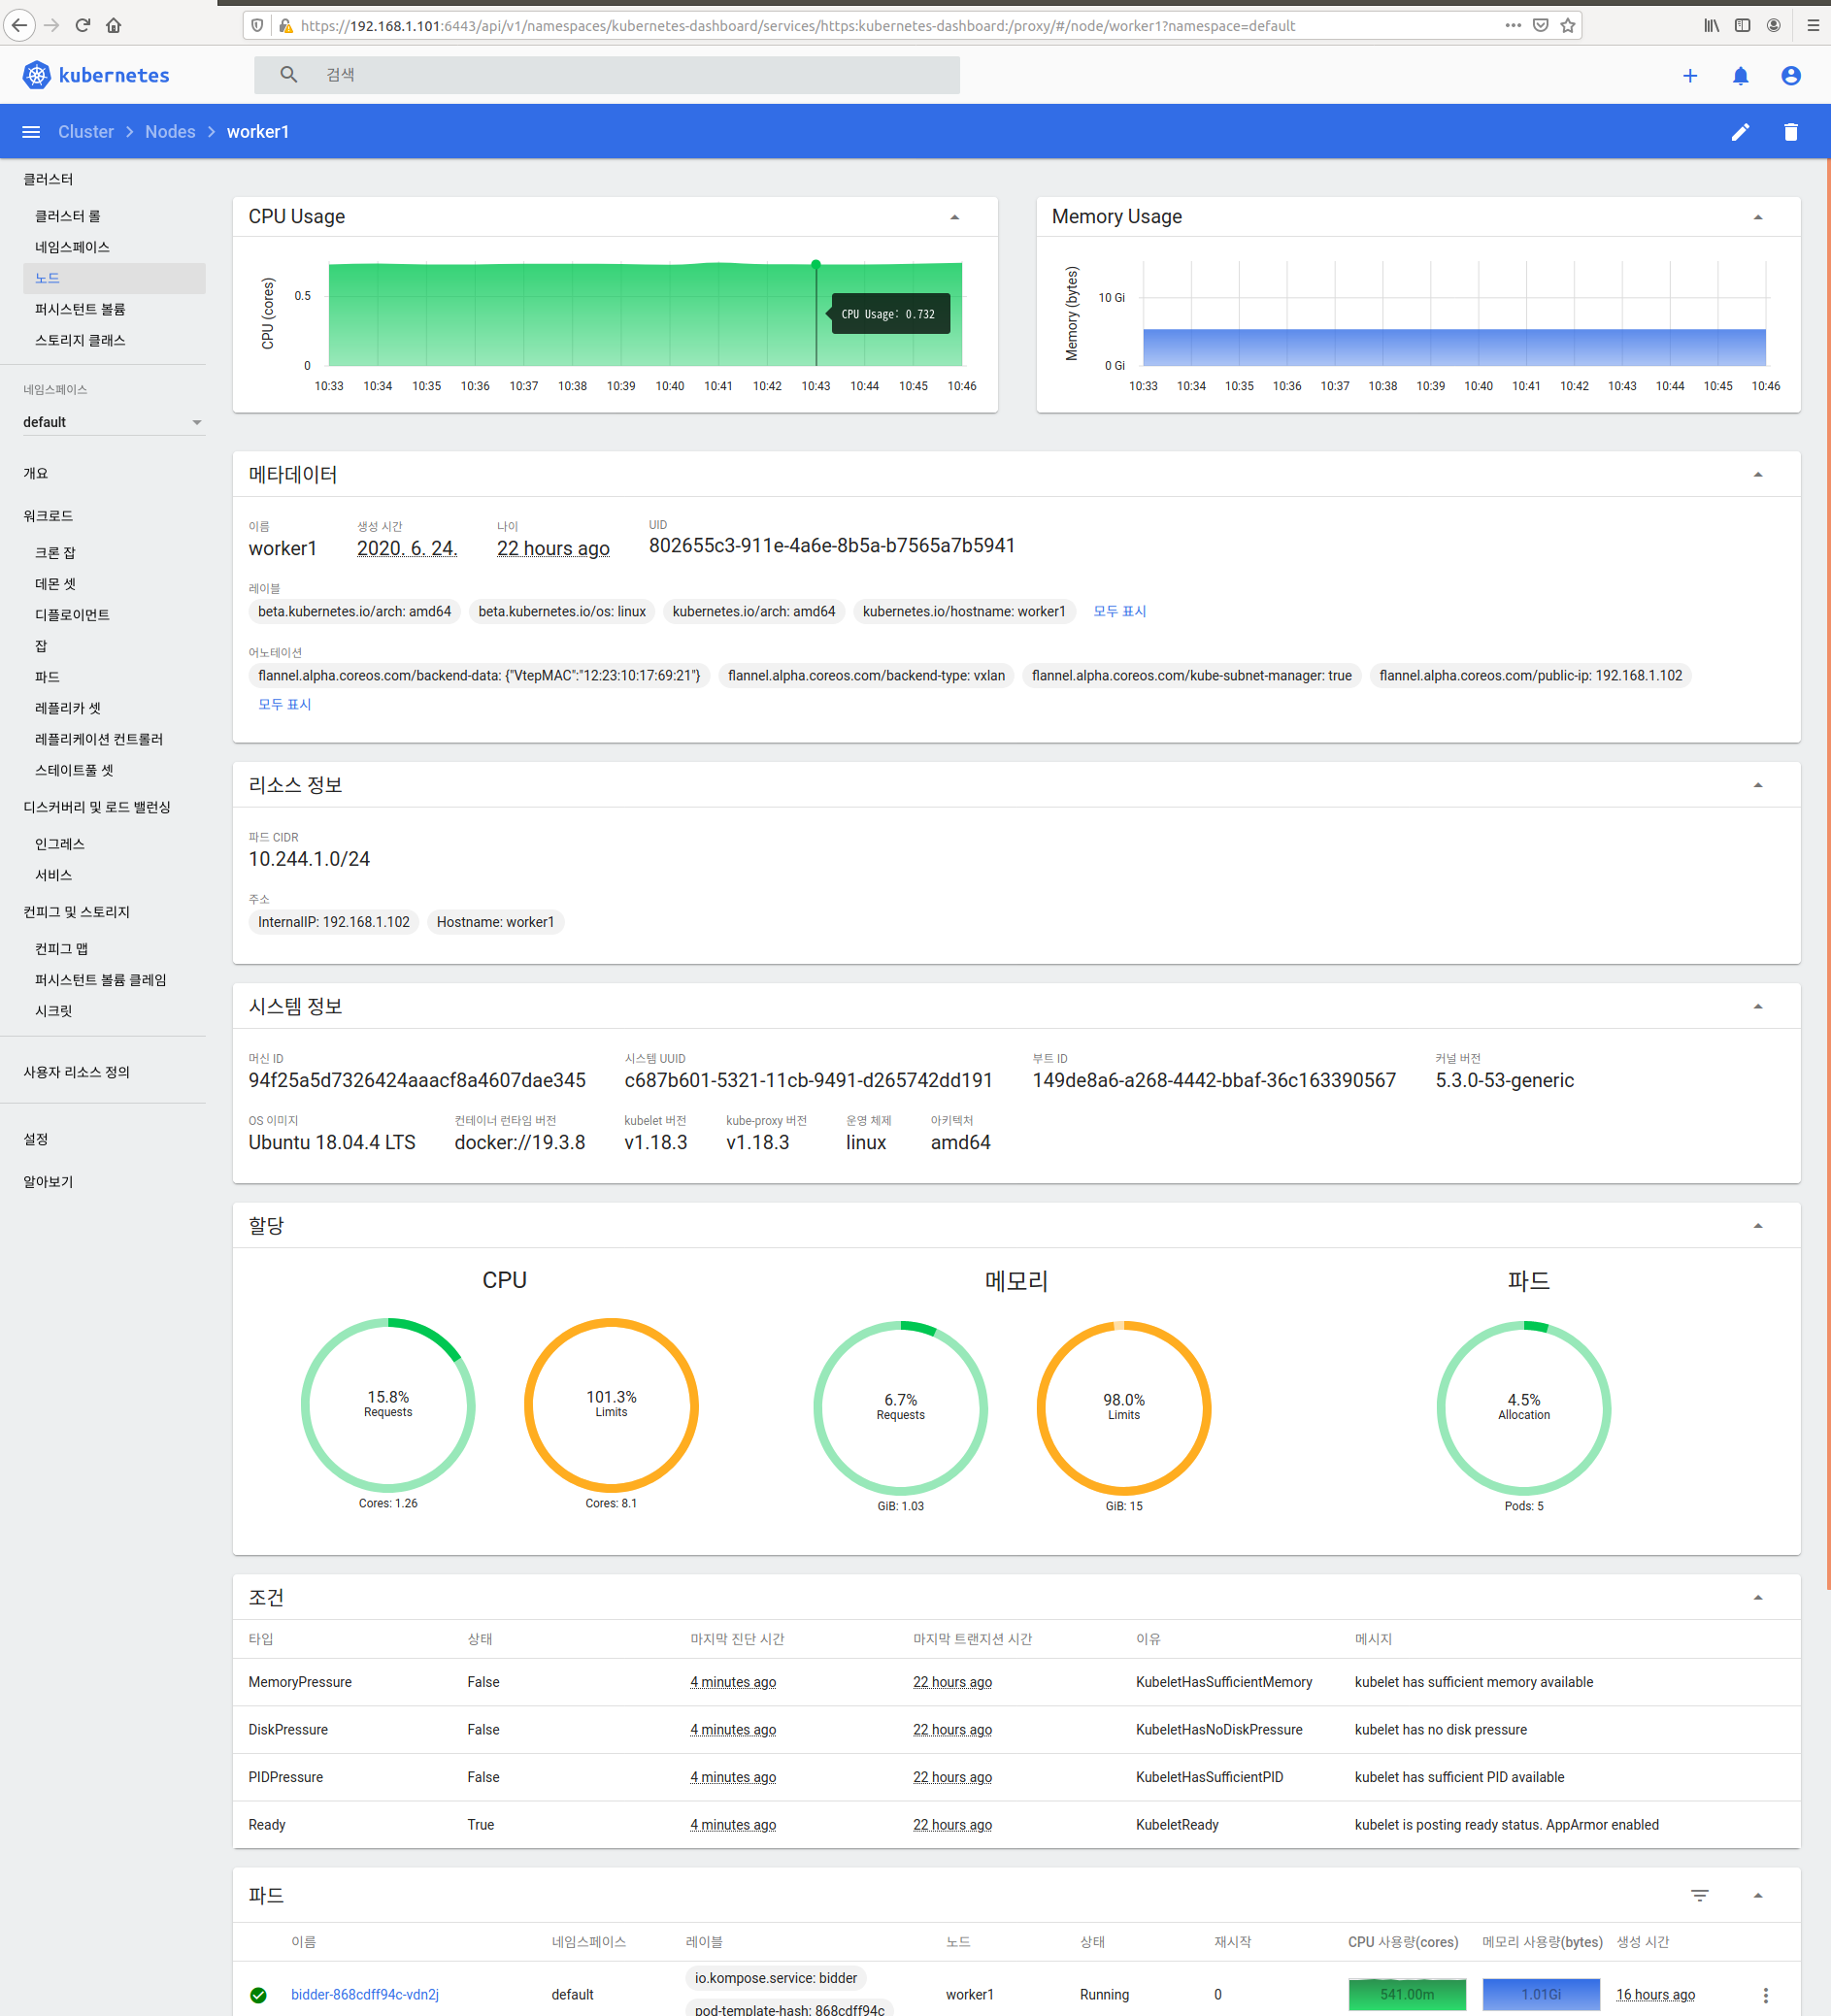 https://192.168.1.101:6443/api/v1/namespaces/kubernetes-dashboard/services/https:kubernetes-dashboard:/proxy/#/node/worker1?namespace=default
kubernetes
검색
Cluster > Nodes > worker1
클러스터
클러스터 롤
네임스페이스
노드
퍼시스턴트 볼륨
스토리지 클래스
네임스페이스
default
개요
워크로드
크론 잡
데몬 셋
디플로이먼트
잡
파드
레플리카 셋
레플리케이션 컨트롤러
스테이트풀 셋
디스커버리 및 로드 밸런싱
인그레스
서비스
컨피그 및 스토리지
컨피그 맵
퍼시스턴트 볼륨 클레임
시크릿
사용자 리소스 정의
설정
알아보기
CPU Usage
CPU (cores)
0.5
0
CPU Usage: 0.732
10:33 10:34 10:35 10:36 10:37 10:38 10:39 10:40 10:41 10:42 10:43 10:44 10:45 10:46
Memory Usage
Memory (bytes)
10 Gi
0 Gi
10:33 10:34 10:35 10:36 10:37 10:38 10:39 10:40 10:41 10:42 10:43 10:44 10:45 10:46
메타데이터
이름 생성 시간 나이 UID
worker1 2020. 6. 24. 22 hours ago 802655c3-911e-4a6e-8b5a-b7565a7b5941
레이블
beta.kubernetes.io/arch: amd64 beta.kubernetes.io/os: linux kubernetes.io/arch: amd64 kubernetes.io/hostname: worker1 모두 표시
어노테이션
flannel.alpha.coreos.com/backend-data: {"VtepMAC":"12:23:10:17:69:21"} flannel.alpha.coreos.com/backend-type: vxlan flannel.alpha.coreos.com/kube-subnet-manager: true flannel.alpha.coreos.com/public-ip: 192.168.1.102
모두 표시
리소스 정보
파드 CIDR
10.244.1.0/24
주소
InternalIP: 192.168.1.102 Hostname: worker1
시스템 정보
머신 ID 시스템 UUID 부트 ID 커널 버전
94f25a5d7326424aaacf8a4607dae345 c687b601-5321-11cb-9491-d265742dd191 149de8a6-a268-4442-bbaf-36c163390567 5.3.0-53-generic
OS 이미지 컨테이너 런타임 버전 kubelet 버전 kube-proxy 버전 운영 체제 아키텍처
Ubuntu 18.04.4 LTS docker://19.3.8 v1.18.3 v1.18.3 linux amd64
할당
CPU 메모리 파드
15.8% 101.3% 6.7% 98.0% 4.5%
Requests Limits Requests Limits Allocation
Cores: 1.26 Cores: 8.1 GiB: 1.03 GiB: 15 Pods: 5
조건
타입 상태 마지막 진단 시간 마지막 트랜지션 시간 이유 메시지
MemoryPressure False 4 minutes ago 22 hours ago KubeletHasSufficientMemory kubelet has sufficient memory available
DiskPressure False 4 minutes ago 22 hours ago KubeletHasNoDiskPressure kubelet has no disk pressure
PIDPressure False 4 minutes ago 22 hours ago KubeletHasSufficientPID kubelet has sufficient PID available
Ready True 4 minutes ago 22 hours ago KubeletReady kubelet is posting ready status. AppArmor enabled
파드
이름 네임스페이스 레이블 노드 상태 재시작 CPU 사용량(cores) 메모리 사용량(bytes) 생성 시간
io.kompose.service: bidder
bidder-868cdff94c-vdn2j default worker1 Running 0 541.00m 1.01Gi 16 hours ago
pod-template-hash: 868cdff94c